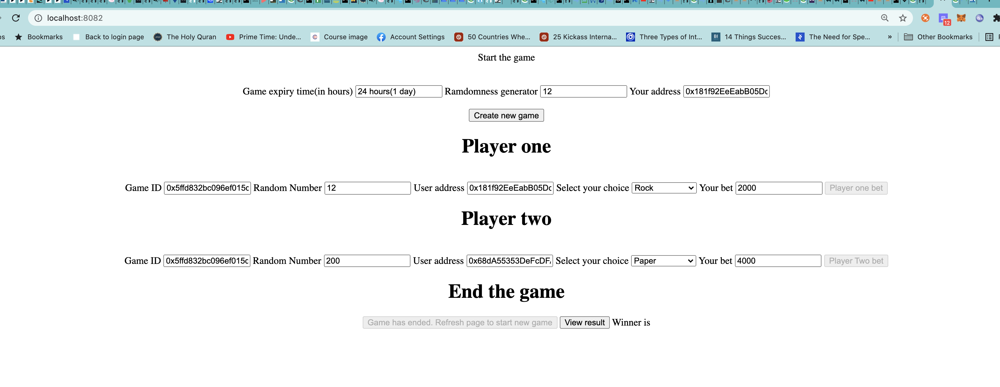 localhost:8082
Bookmarks Back to login page The Holy Quran Prime Time: Unde... Course image Account Settings 50 Countries Whe... 25 Kickass Interna... Three Types of Int... BI 14 Things Succes... The Need for Spe... » Other Bookmarks
12
Ws
Start the game
Game expiry time(in hours) 24 hours(1 day) Ramdomness generator 12 Your address 0x181f92EeEabB05Dc
Create new game
Player one
Game ID 0x5ffd832bc096ef015c Random Number 12 User address 0x181f92EeEabB05Dc Select your choice Rock Your bet 2000 Player one bet
Player two
Game ID 0x5ffd832bc096ef015c Random Number 200 User address 0x68dA55353DeFcDF Select your choice Paper Your bet 4000 Player Two bet
End the game
Game has ended. Refresh page to start new game View result Winner is